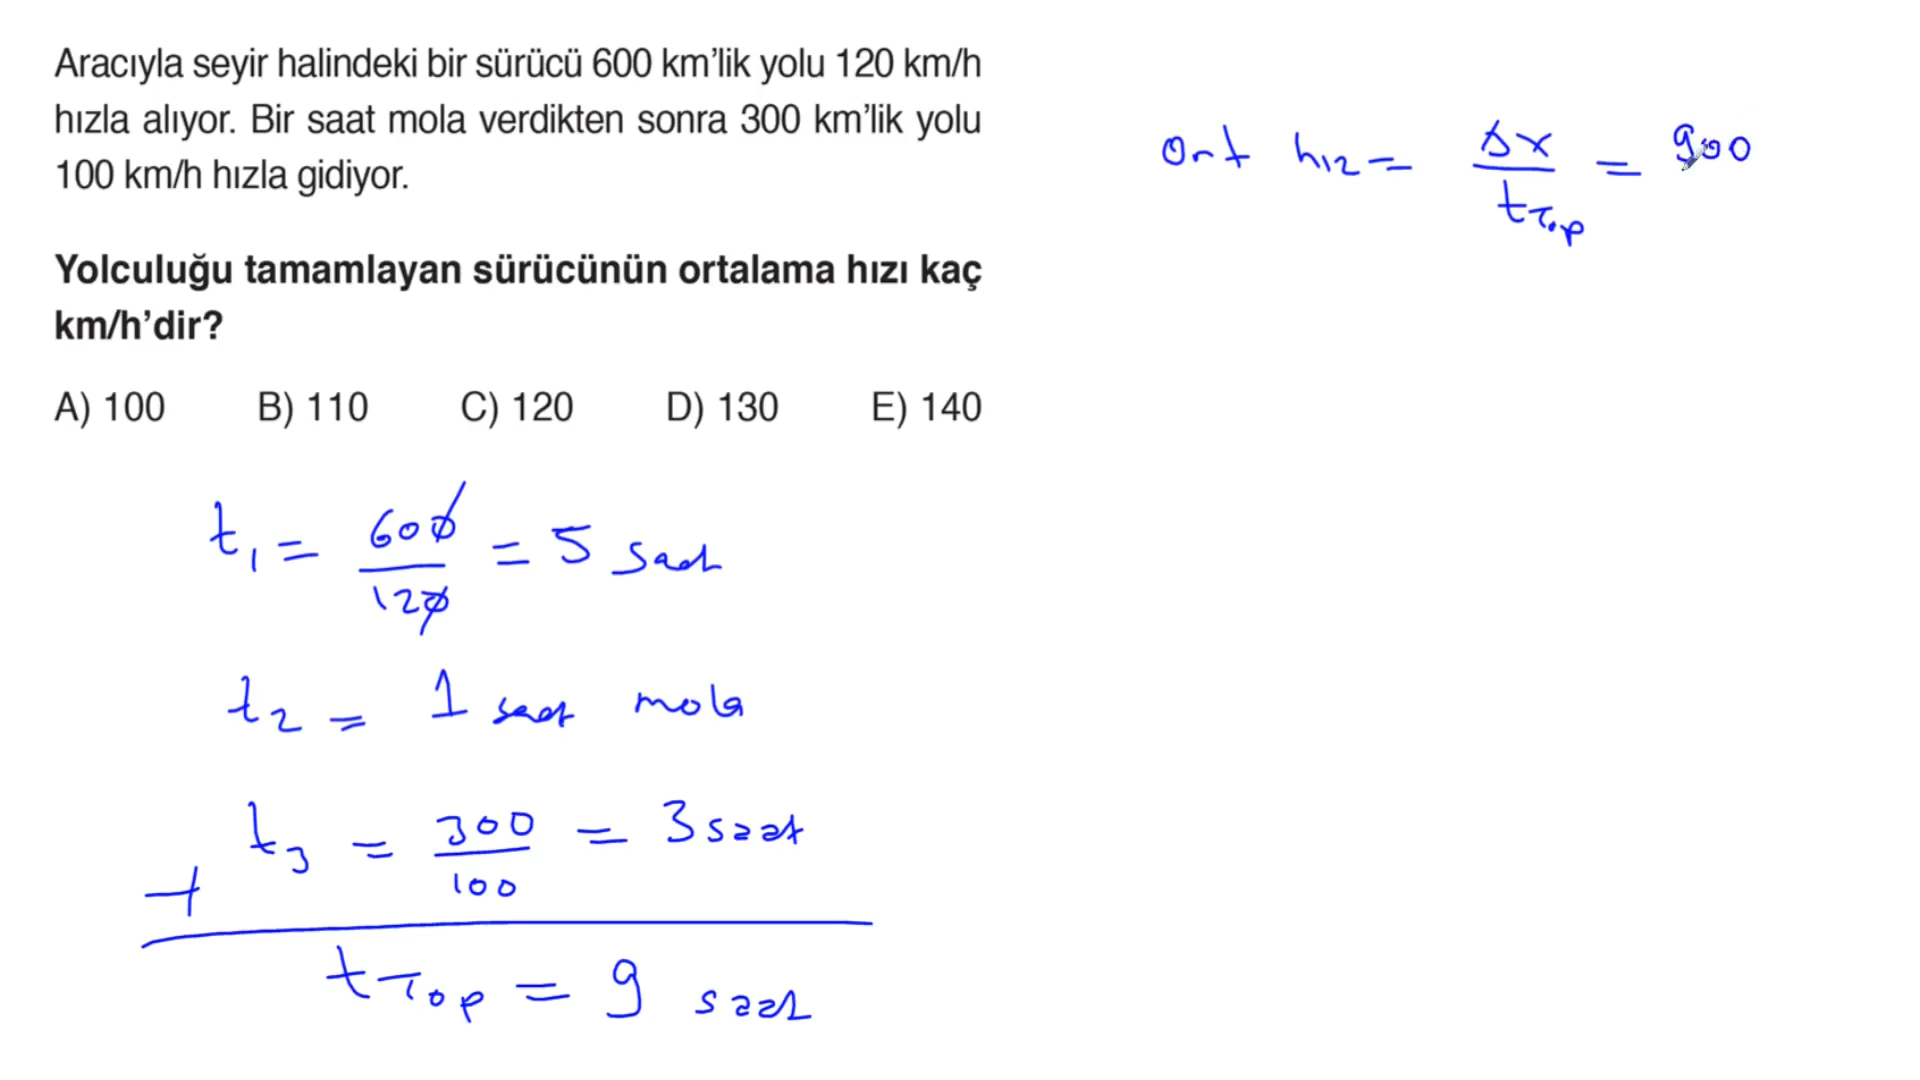 Aracıyla seyir halindeki bir sürücü 600 km’lik yolu 120 km/h
hızla alıyor. Bir saat mola verdikten sonra 300 km’lik yolu
100 km/h hızla gidiyor.
Yolculuğu tamamlayan sürücünün ortalama hızı kaç
km/h’dir?
A) 100 B) 110 C) 120 D) 130 E) 140
t₁ = 600/120 = 5 saat
t₂ = 1 saat mola
t₃ = 300/100 = 3 saat
+
tTop = 9 saat
Ort hız = Δx/tTop = 900